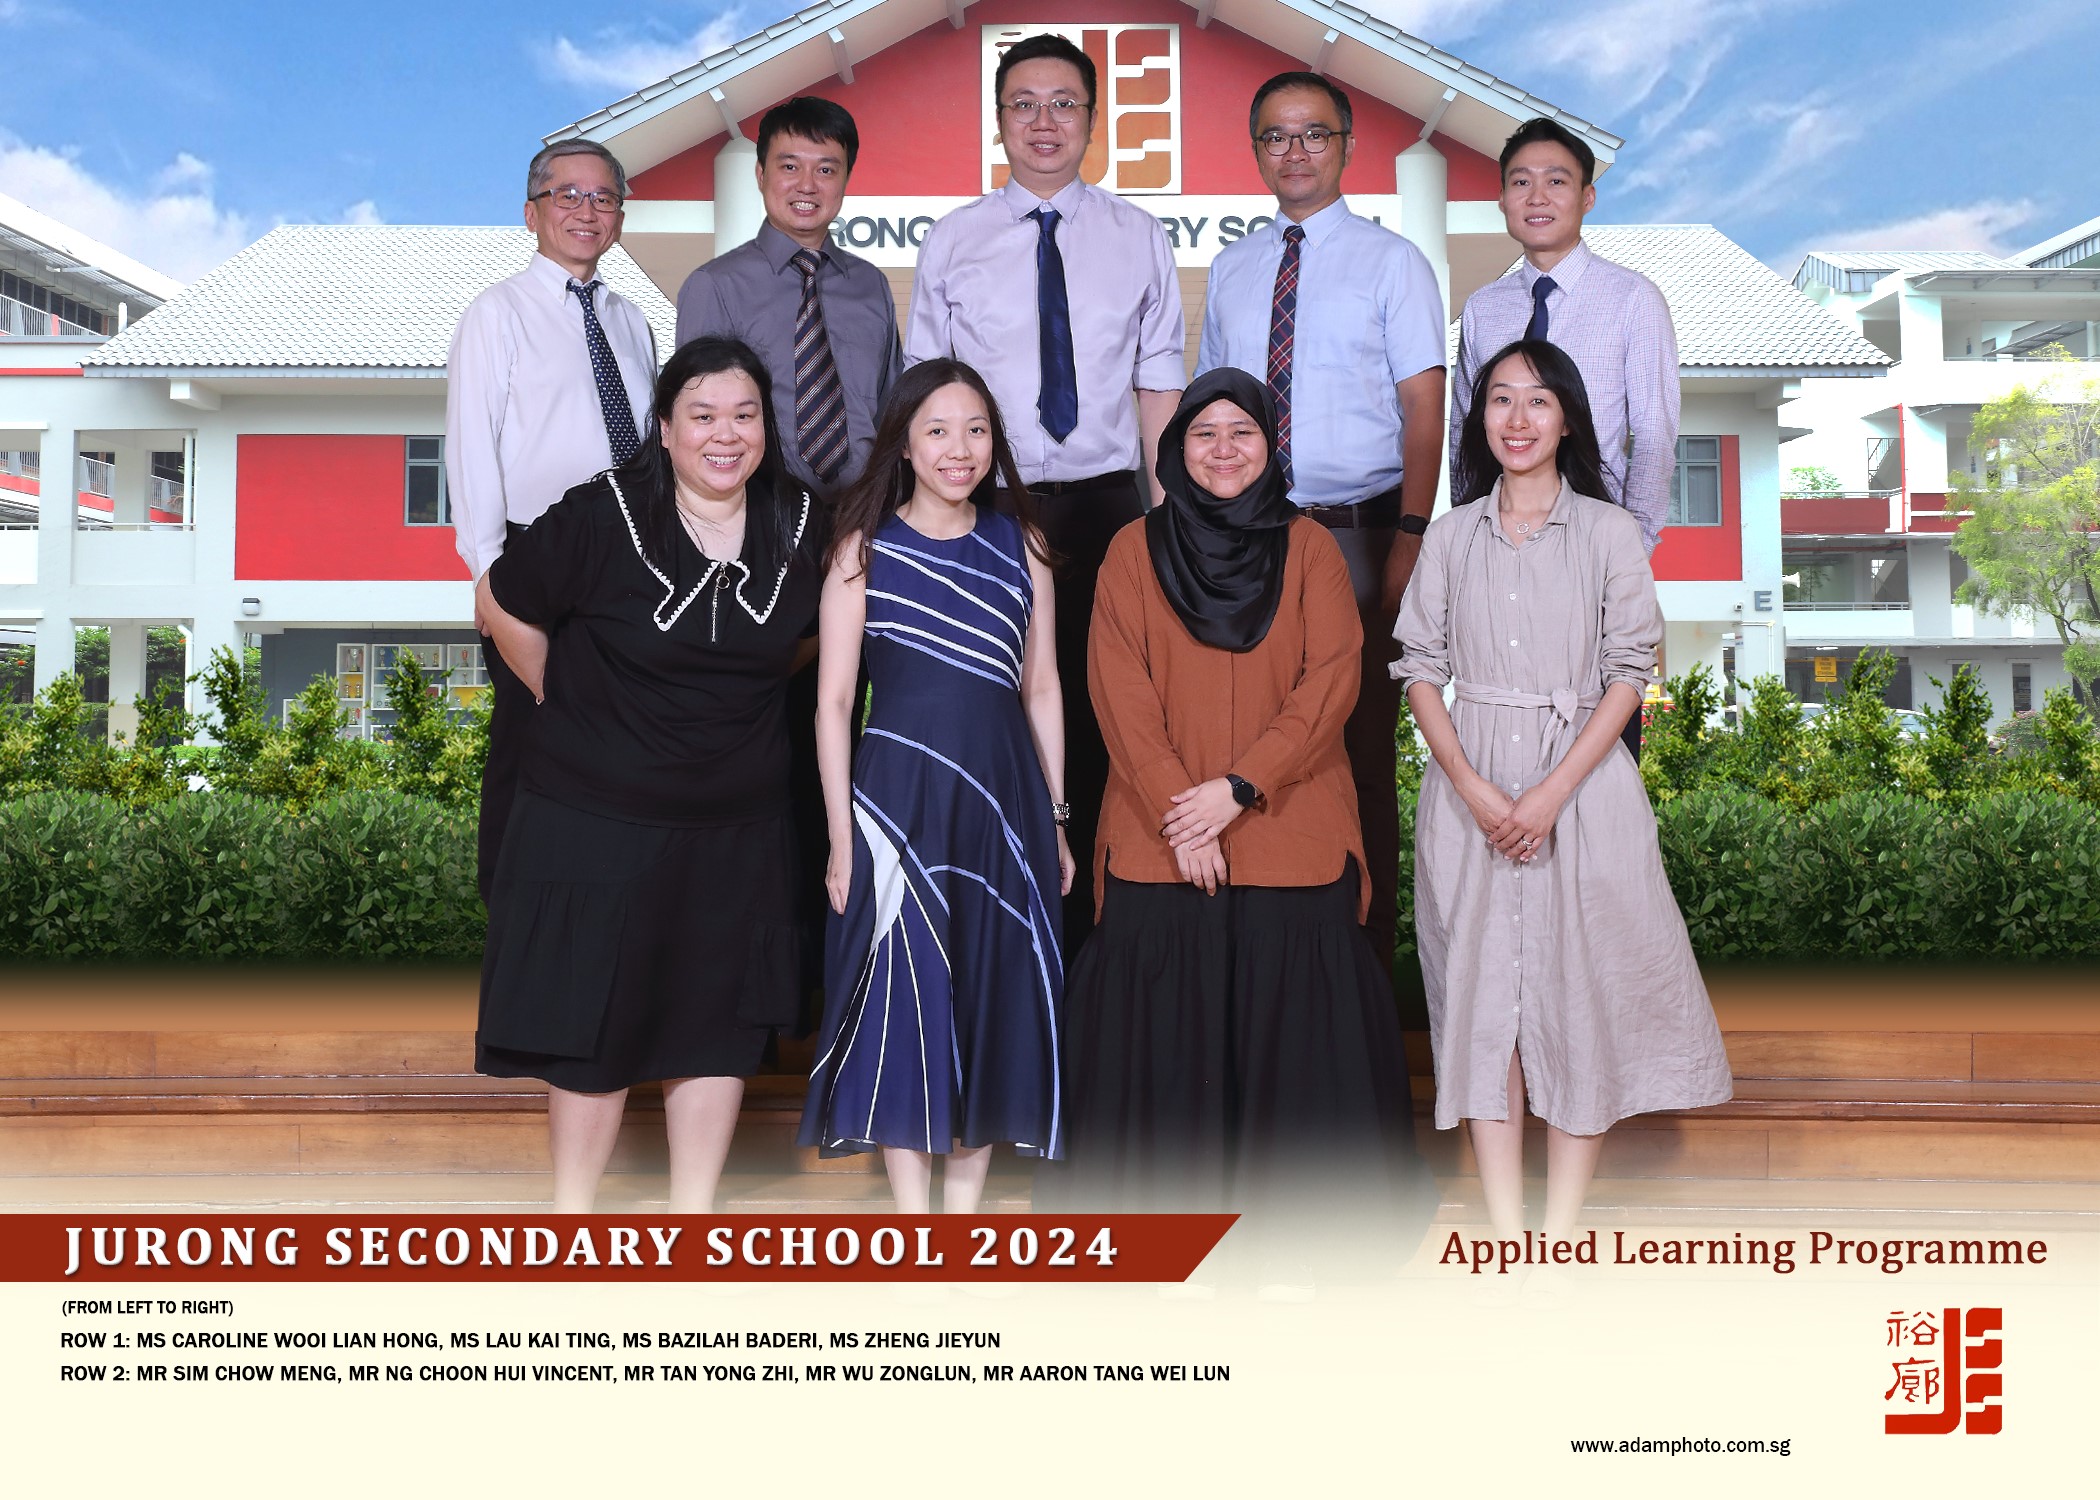 裕
RONG
RY SC
E
JURONG SECONDARY SCHOOL 2024
Applied Learning Programme
(FROM LEFT TO RIGHT)
ROW 1: MS CAROLINE WOOI LIAN HONG, MS LAU KAI TING, MS BAZILAH BADERI, MS ZHENG JIEYUN
ROW 2: MR SIM CHOW MENG, MR NG CHOON HUI VINCENT, MR TAN YONG ZHI, MR WU ZONGLUN, MR AARON TANG WEI LUN
裕
廊
JSS
www.adamphoto.com.sg